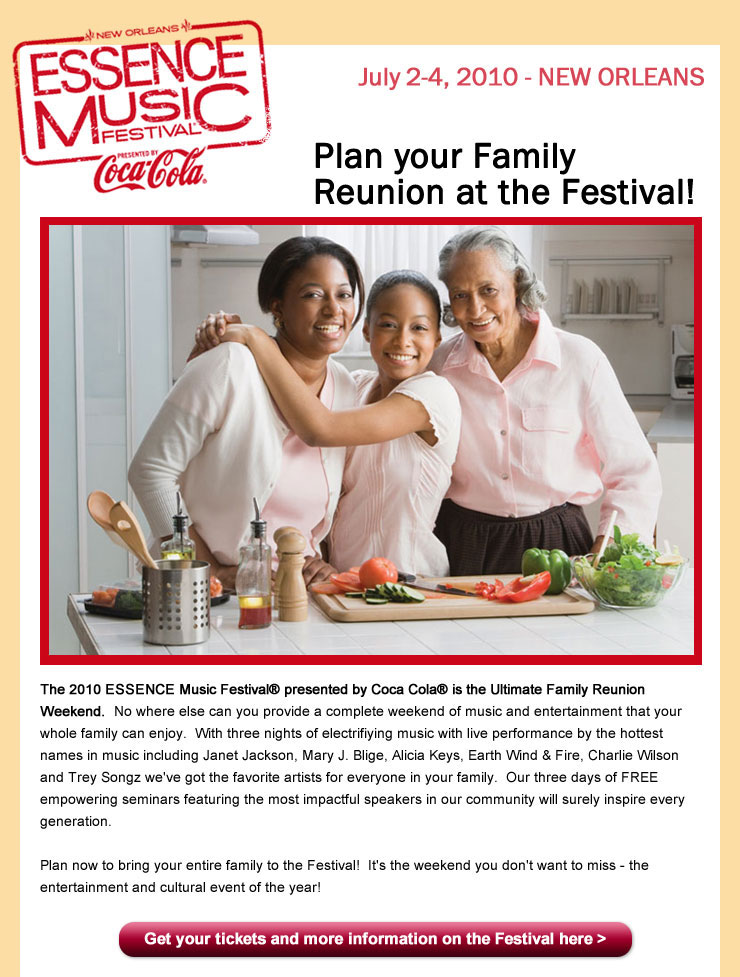 NEW ORLEANS
ESSENCE
MUSIC
FESTIVAL®
PRESENTED BY
Coca-Cola®
July 2-4, 2010 - NEW ORLEANS
Plan your Family
Reunion at the Festival!
The 2010 ESSENCE Music Festival® presented by Coca Cola® is the Ultimate Family Reunion
Weekend.  No where else can you provide a complete weekend of music and entertainment that your
whole family can enjoy.  With three nights of electrifiying music with live performance by the hottest
names in music including Janet Jackson, Mary J. Blige, Alicia Keys, Earth Wind & Fire, Charlie Wilson
and Trey Songz we've got the favorite artists for everyone in your family.  Our three days of FREE
empowering seminars featuring the most impactful speakers in our community will surely inspire every
generation.
Plan now to bring your entire family to the Festival!  It's the weekend you don't want to miss - the
entertainment and cultural event of the year!
Get your tickets and more information on the Festival here >